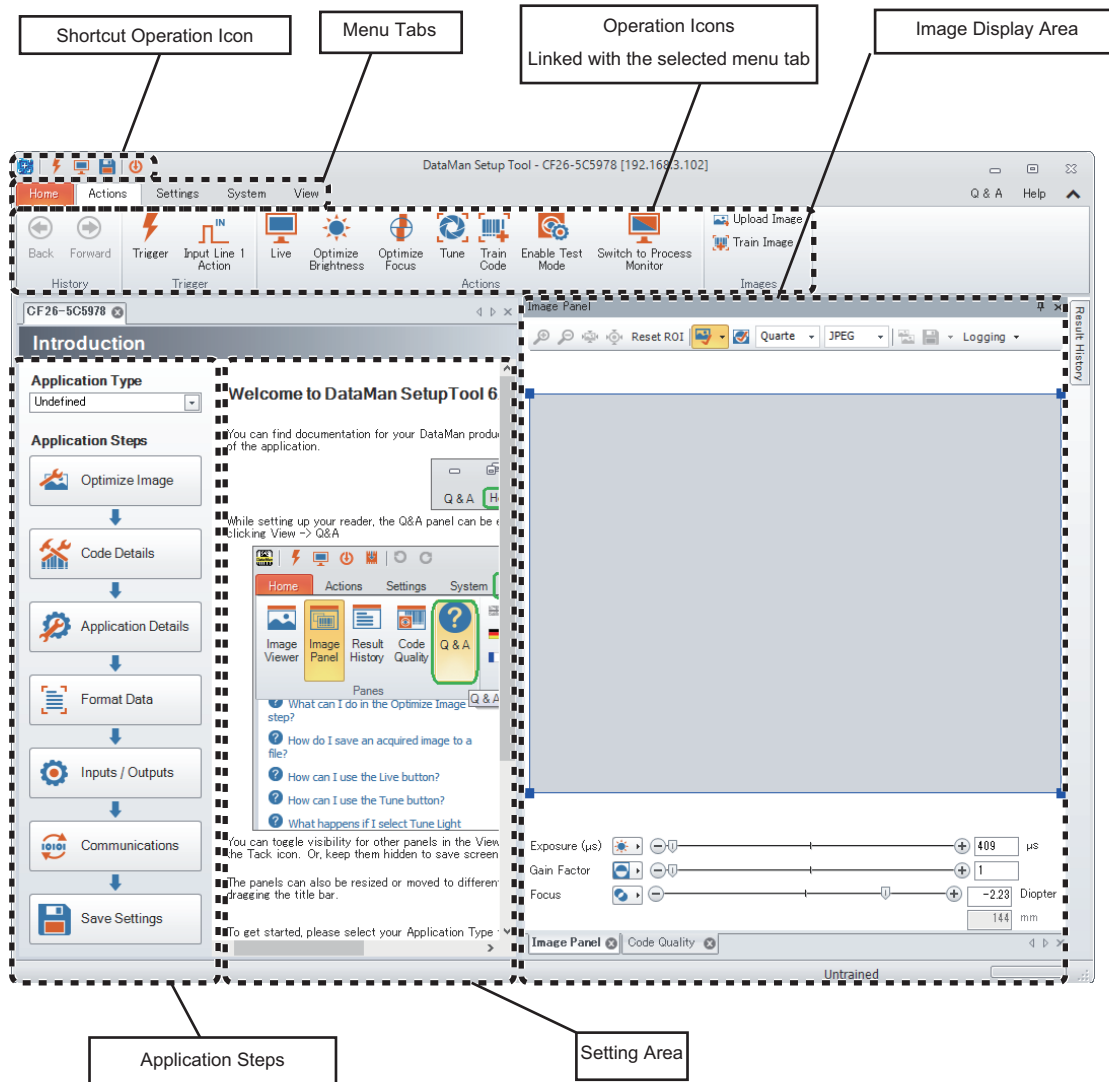 Shortcut Operation Icon
Menu Tabs
Operation Icons
Linked with the selected menu tab
Image Display Area
DataMan Setup Tool - CF26-5C5978 [192.168.3.102]
Home Actions Settings System View
Q & A Help
Back Forward
History
Trigger
IN
Input Line 1 Action
Trigger
Live
Optimize Brightness
Optimize Focus
Tune
Train Code
Enable Test Mode
Switch to Process Monitor
Actions
Upload Image
Train Image
Images
CF26-5C5978
Introduction
Application Type
Undefined
Application Steps
Optimize Image
Code Details
Application Details
Format Data
Inputs / Outputs
Communications
Save Settings
Welcome to DataMan SetupTool 6.
You can find documentation for your DataMan produ
of the application.
Q & A
While setting up your reader, the Q&A panel can be
clicking View -> Q&A
Home Actions Settings System
Image Viewer
Image Panel
Result History
Code Quality
Q & A
Panes
Q & A
What can I do in the Optimize Image
step?
How do I save an acquired image to a
file?
How can I use the Live button?
How can I use the Tune button?
What happens if I select Tune Light
You can toggle visibility for other panels in the View
the Tack icon. Or, keep them hidden to save screen
The panels can also be resized or moved to different
dragging the title bar.
To get started, please select your Application Type
Image Panel
Reset ROI Quarte JPEG Logging
Result History
Exposure (μs) 409 μs
Gain Factor 1
Focus -2.23 Diopter
144 mm
Image Panel Code Quality
Untrained
Application Steps
Setting Area